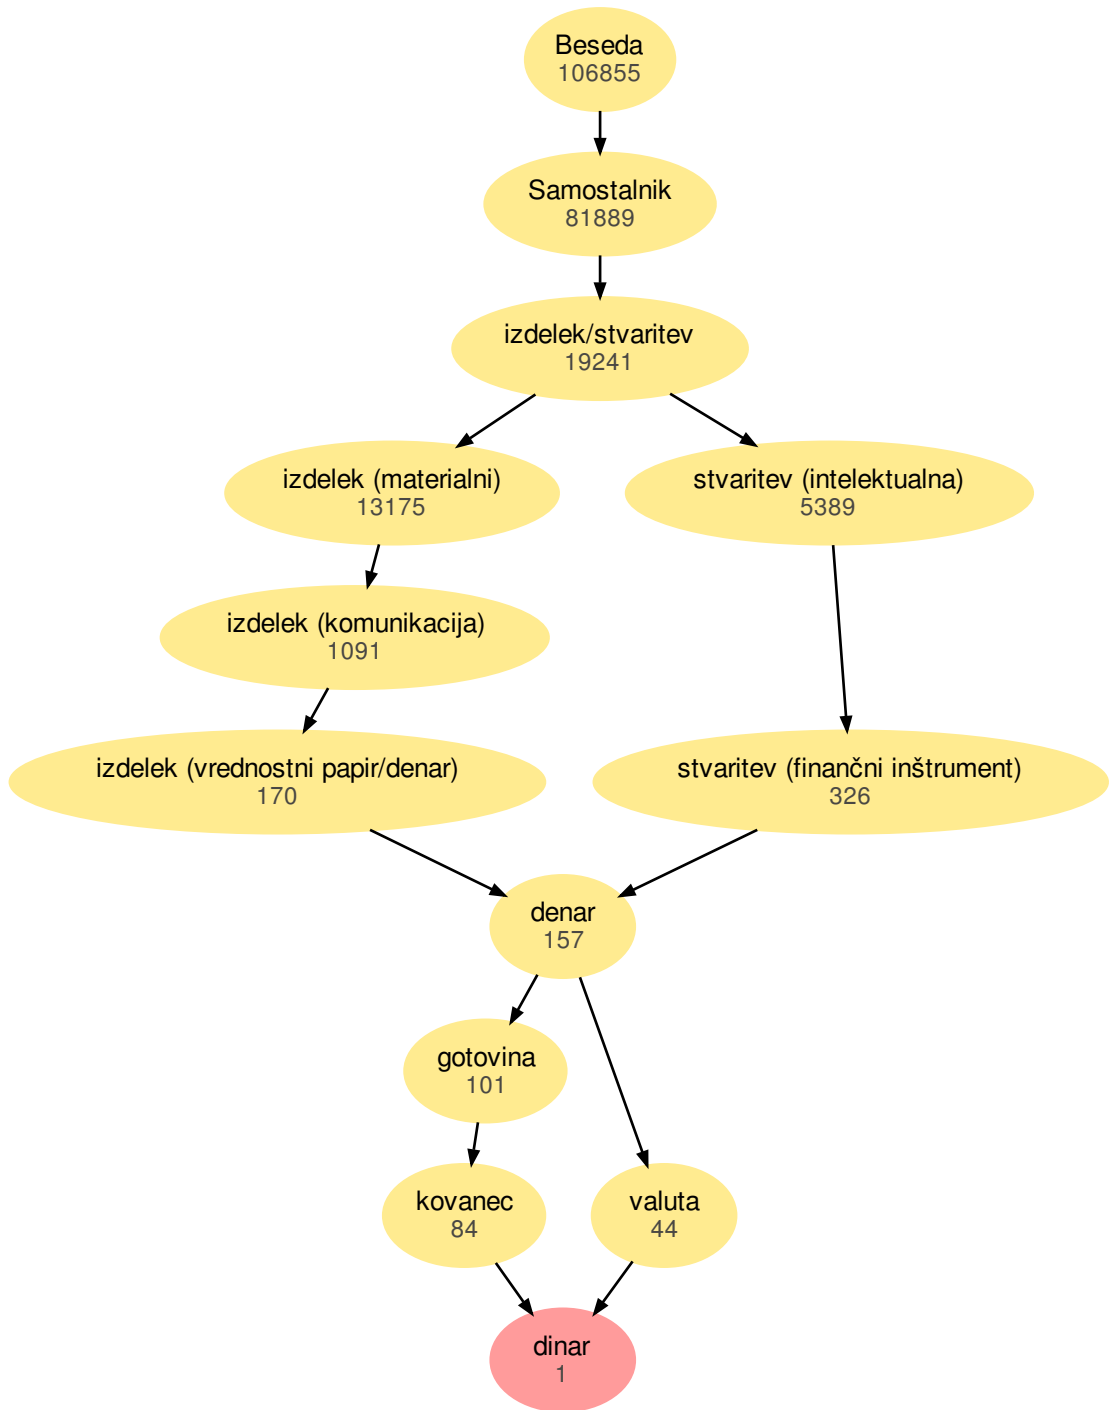 Beseda
106855
Samostalnik
81889
izdelek/stvaritev
19241
izdelek (materialni)
13175
stvaritev (intelektualna)
5389
izdelek (komunikacija)
1091
izdelek (vrednostni papir/denar)
170
stvaritev (finančni inštrument)
326
denar
157
gotovina
101
kovanec
84
valuta
44
dinar
1